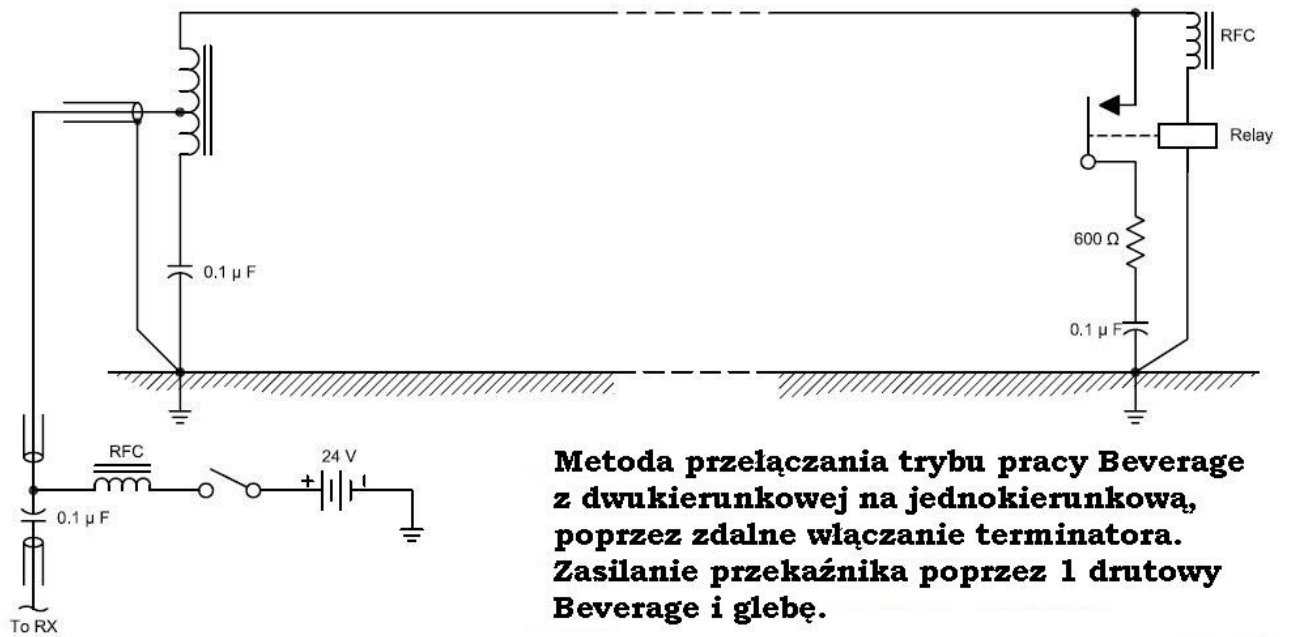 RFC
Relay
600 Ω
0.1 µ F
0.1 µ F
RFC
24 V
+
-
0.1 µ F
To RX
Metoda przełączania trybu pracy Beverage
z dwukierunkowej na jednokierunkową,
poprzez zdalne włączanie terminatora.
Zasilanie przekaźnika poprzez 1 drutowy
Beverage i glebę.